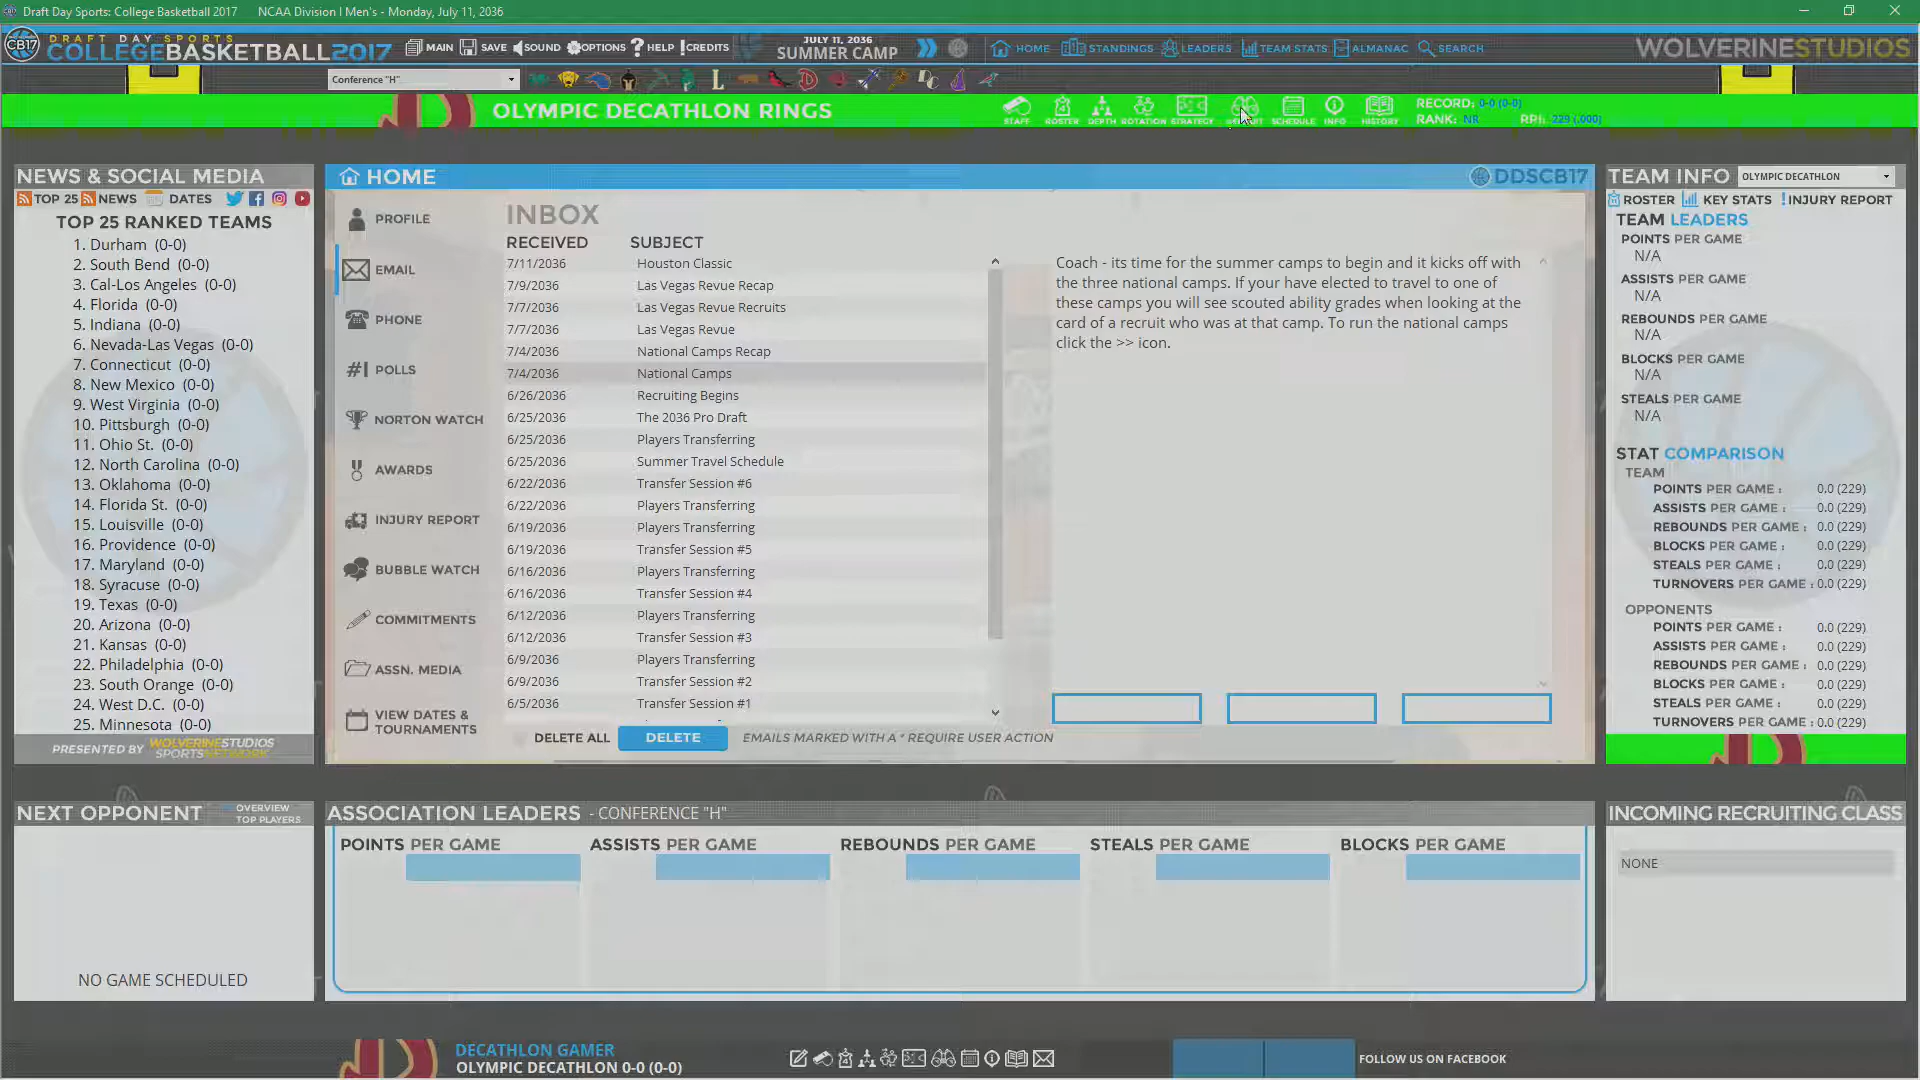 Draft Day Sports: College Basketball 2017 NCAA Division I Men's - Monday, July 11, 2036
CB17 DRAFT DAY SPORTS
COLLEGEBASKETBALL2017
MAIN SAVE SOUND OPTIONS HELP CREDITS
JULY 11, 2036
SUMMER CAMP
HOME STANDINGS LEADERS TEAM STATS ALMANAC SEARCH
WOLVERINESTUDIOS
Conference "H"
OLYMPIC DECATHLON RINGS
STAFF ROSTER DEPTH ROTATION STRATEGY SCHEDULE INFO HISTORY
RECORD: 0-0 (0-0)
RANK: NR RPI: 229 (.000)
NEWS & SOCIAL MEDIA
TOP 25 NEWS DATES
TOP 25 RANKED TEAMS
1. Durham (0-0)
2. South Bend (0-0)
3. Cal-Los Angeles (0-0)
4. Florida (0-0)
5. Indiana (0-0)
6. Nevada-Las Vegas (0-0)
7. Connecticut (0-0)
8. New Mexico (0-0)
9. West Virginia (0-0)
10. Pittsburgh (0-0)
11. Ohio St. (0-0)
12. North Carolina (0-0)
13. Oklahoma (0-0)
14. Florida St. (0-0)
15. Louisville (0-0)
16. Providence (0-0)
17. Maryland (0-0)
18. Syracuse (0-0)
19. Texas (0-0)
20. Arizona (0-0)
21. Kansas (0-0)
22. Philadelphia (0-0)
23. South Orange (0-0)
24. West D.C. (0-0)
25. Minnesota (0-0)
PRESENTED BY WOLVERINESTUDIOS
SPORTSNETWORK
HOME
DDSCB17
PROFILE
EMAIL
PHONE
#1 POLLS
NORTON WATCH
AWARDS
INJURY REPORT
BUBBLE WATCH
COMMITMENTS
ASSN. MEDIA
VIEW DATES &
TOURNAMENTS
INBOX
RECEIVED SUBJECT
7/11/2036 Houston Classic
7/9/2036 Las Vegas Revue Recap
7/7/2036 Las Vegas Revue Recruits
7/7/2036 Las Vegas Revue
7/4/2036 National Camps Recap
7/4/2036 National Camps
6/26/2036 Recruiting Begins
6/25/2036 The 2036 Pro Draft
6/25/2036 Players Transferring
6/25/2036 Summer Travel Schedule
6/22/2036 Transfer Session #6
6/22/2036 Players Transferring
6/19/2036 Players Transferring
6/19/2036 Transfer Session #5
6/16/2036 Players Transferring
6/16/2036 Transfer Session #4
6/12/2036 Players Transferring
6/12/2036 Transfer Session #3
6/9/2036 Players Transferring
6/9/2036 Transfer Session #2
6/5/2036 Transfer Session #1
DELETE ALL DELETE EMAILS MARKED WITH A * REQUIRE USER ACTION
Coach - its time for the summer camps to begin and it kicks off with
the three national camps. If your have elected to travel to one of
these camps you will see scouted ability grades when looking at the
card of a recruit who was at that camp. To run the national camps
click the >> icon.
TEAM INFO OLYMPIC DECATHLON
ROSTER KEY STATS INJURY REPORT
TEAM LEADERS
POINTS PER GAME
N/A
ASSISTS PER GAME
N/A
REBOUNDS PER GAME
N/A
BLOCKS PER GAME
N/A
STEALS PER GAME
N/A
STAT COMPARISON
TEAM
POINTS PER GAME : 0.0 (229)
ASSISTS PER GAME : 0.0 (229)
REBOUNDS PER GAME : 0.0 (229)
BLOCKS PER GAME : 0.0 (229)
STEALS PER GAME : 0.0 (229)
TURNOVERS PER GAME : 0.0 (229)
OPPONENTS
POINTS PER GAME : 0.0 (229)
ASSISTS PER GAME : 0.0 (229)
REBOUNDS PER GAME : 0.0 (229)
BLOCKS PER GAME : 0.0 (229)
STEALS PER GAME : 0.0 (229)
TURNOVERS PER GAME : 0.0 (229)
NEXT OPPONENT OVERVIEW
TOP PLAYERS
NO GAME SCHEDULED
ASSOCIATION LEADERS - CONFERENCE "H"
POINTS PER GAME ASSISTS PER GAME REBOUNDS PER GAME STEALS PER GAME BLOCKS PER GAME
INCOMING RECRUITING CLASS
NONE
DECATHLON GAMER
OLYMPIC DECATHLON 0-0 (0-0)
FOLLOW US ON FACEBOOK